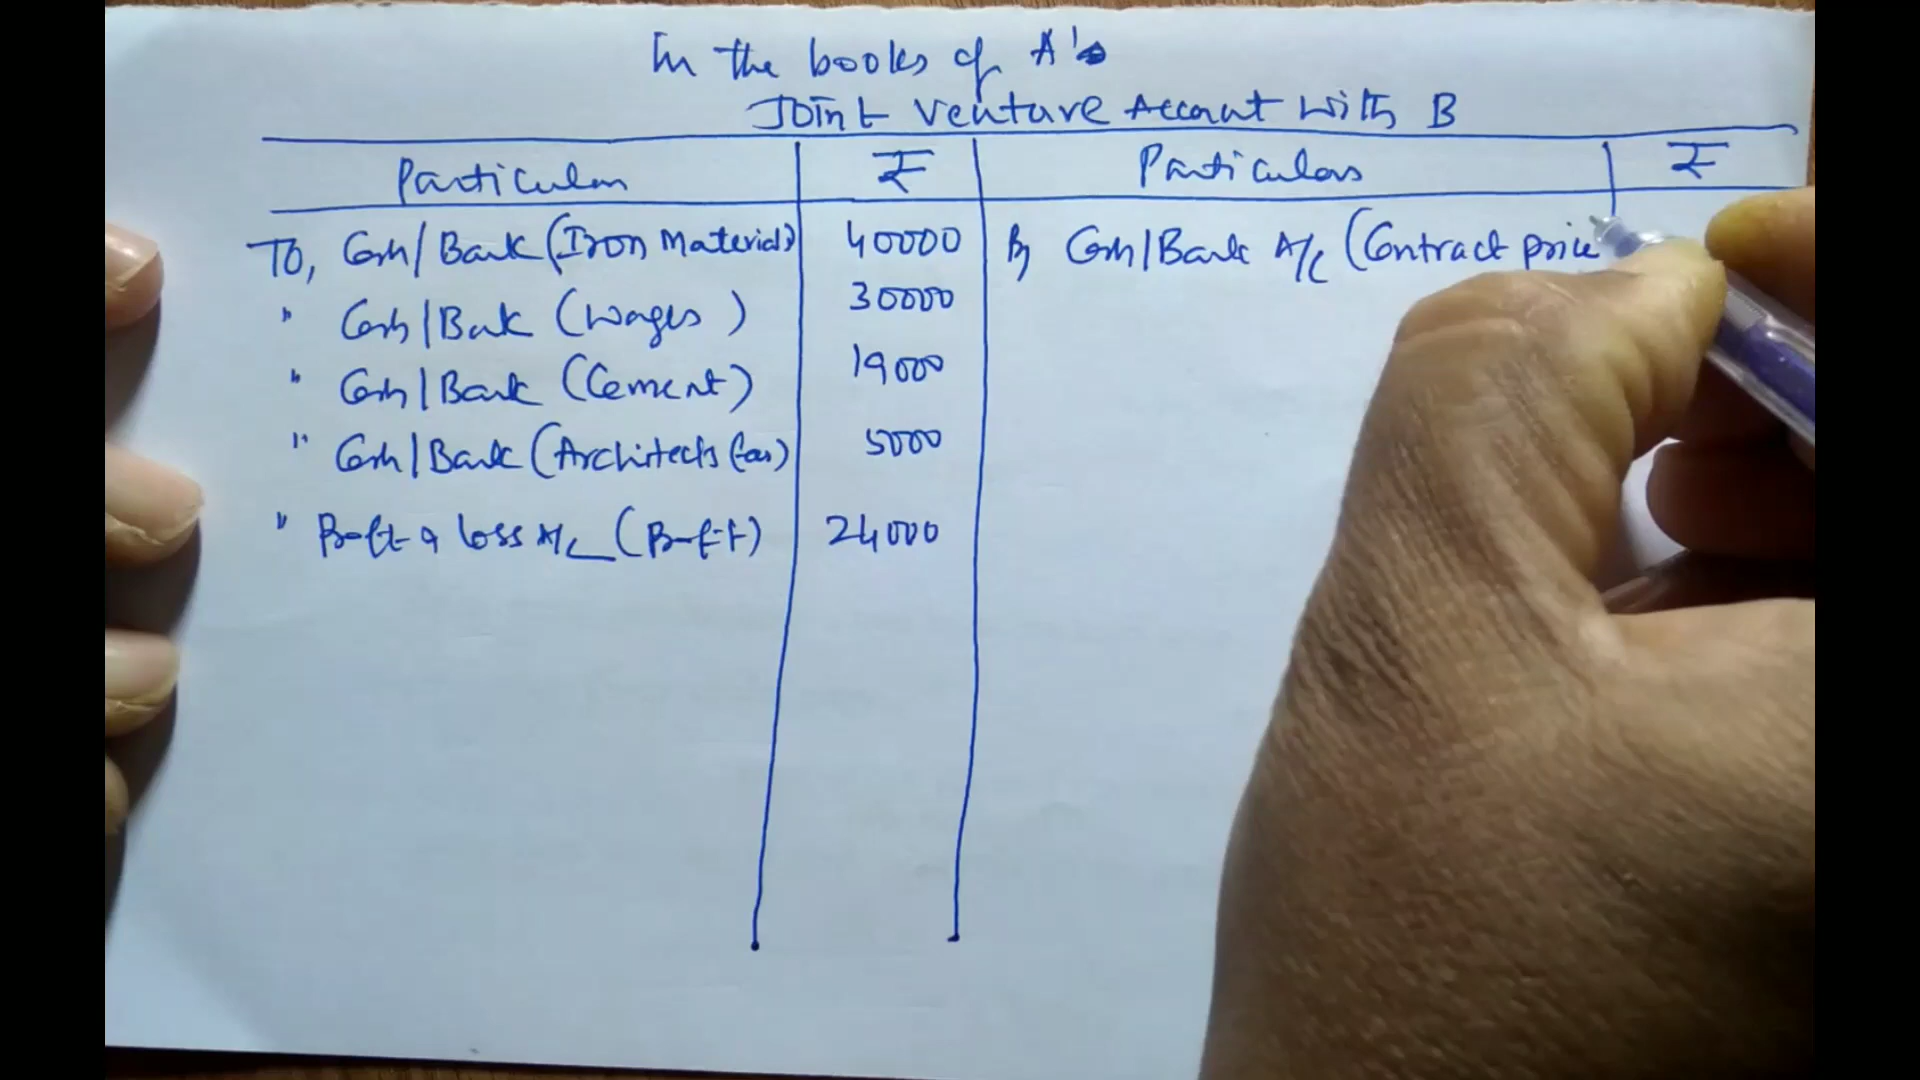 In the books of A's
Joint Venture Account with B
Particulars ₹ Particulars ₹
To, Cash/Bank (Iron Material) 40000 By Cash/Bank A/c (Contract price
" Cash/Bank (Wages) 30000
" Cash/Bank (Cement) 19000
" Cash/Bank (Architects fees) 5000
" Profit & loss A/c (Profit) 24000